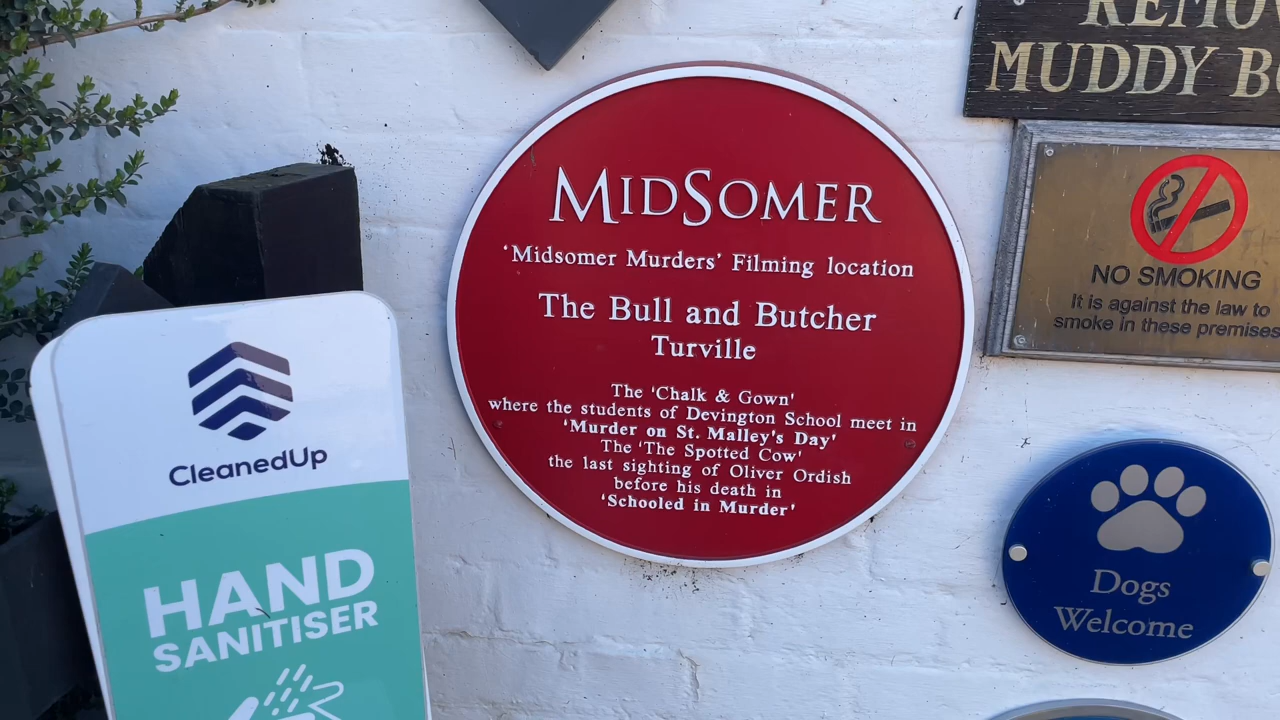 REMOV
MUDDY BO
MIDSOMER
'Midsomer Murders' Filming location
The Bull and Butcher
Turville
The 'Chalk & Gown'
where the students of Devington School meet in
'Murder on St. Malley's Day'
The 'The Spotted Cow'
the last sighting of Oliver Ordish
before his death in
'Schooled in Murder'
NO SMOKING
It is against the law to
smoke in these premises
CleanedUp
HAND
SANITISER
Dogs
Welcome